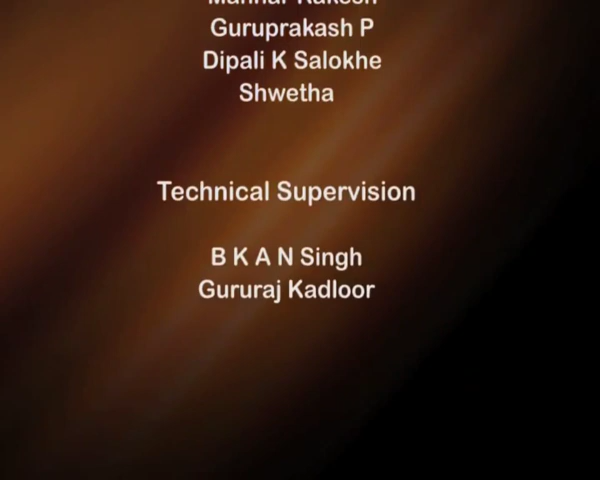 Guruprakash P
Dipali K Salokhe
Shwetha
Technical Supervision
B K A N Singh
Gururaj Kadloor